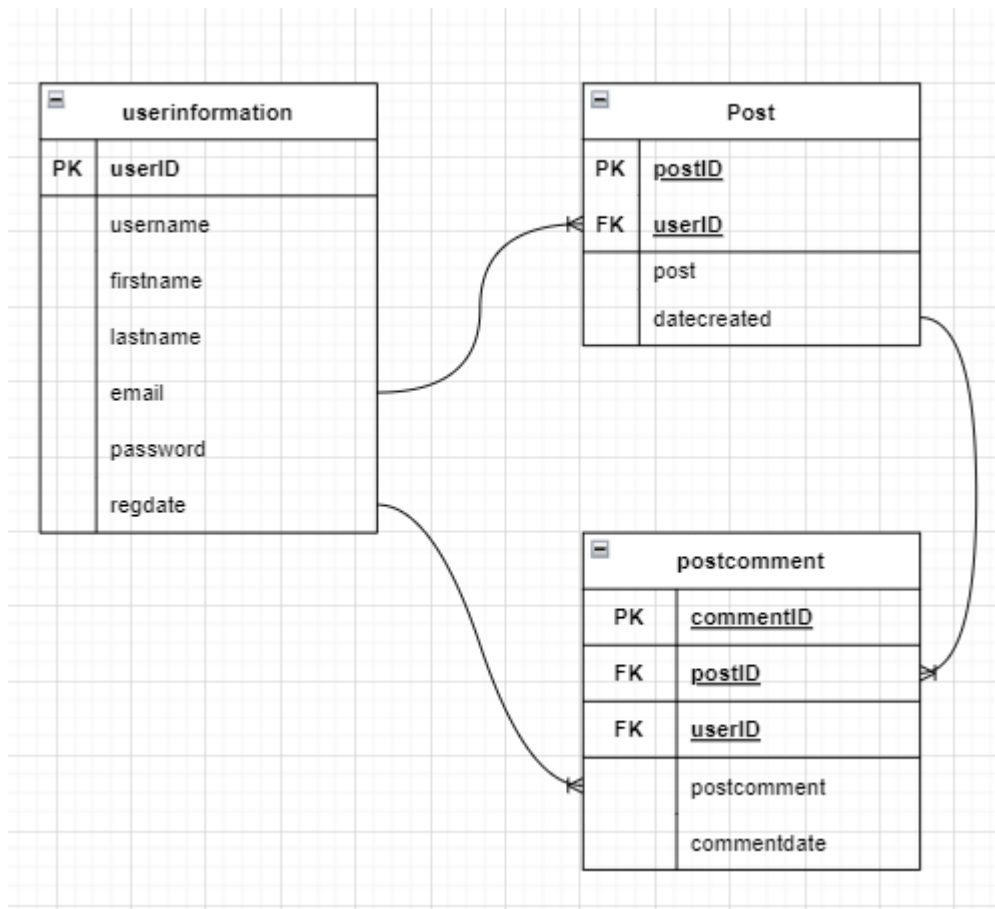 userinformation
PK userID
username
firstname
lastname
email
password
regdate
Post
PK postID
FK userID
post
datecreated
postcomment
PK commentID
FK postID
FK userID
postcomment
commentdate